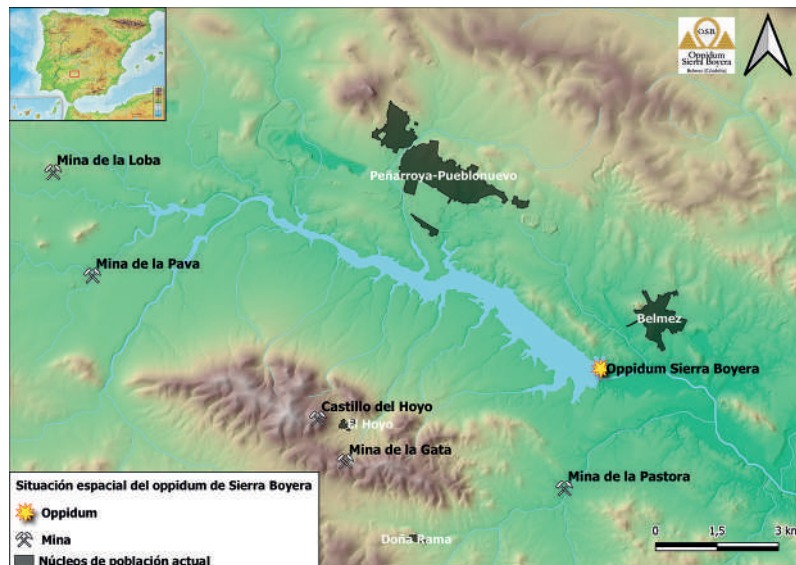 O.S.B.
Oppidum
Sierra Boyera
Belmez (Córdoba)
Mina de la Loba
Peñarroya-Pueblonuevo
Mina de la Pava
Belmez
Oppidum Sierra Boyera
Castillo del Hoyo
El Hoyo
Mina de la Gata
Mina de la Pastora
Doña Rama
Situación espacial del oppidum de Sierra Boyera
Oppidum
Mina
Núcleos de población actual
0 1,5 3 km